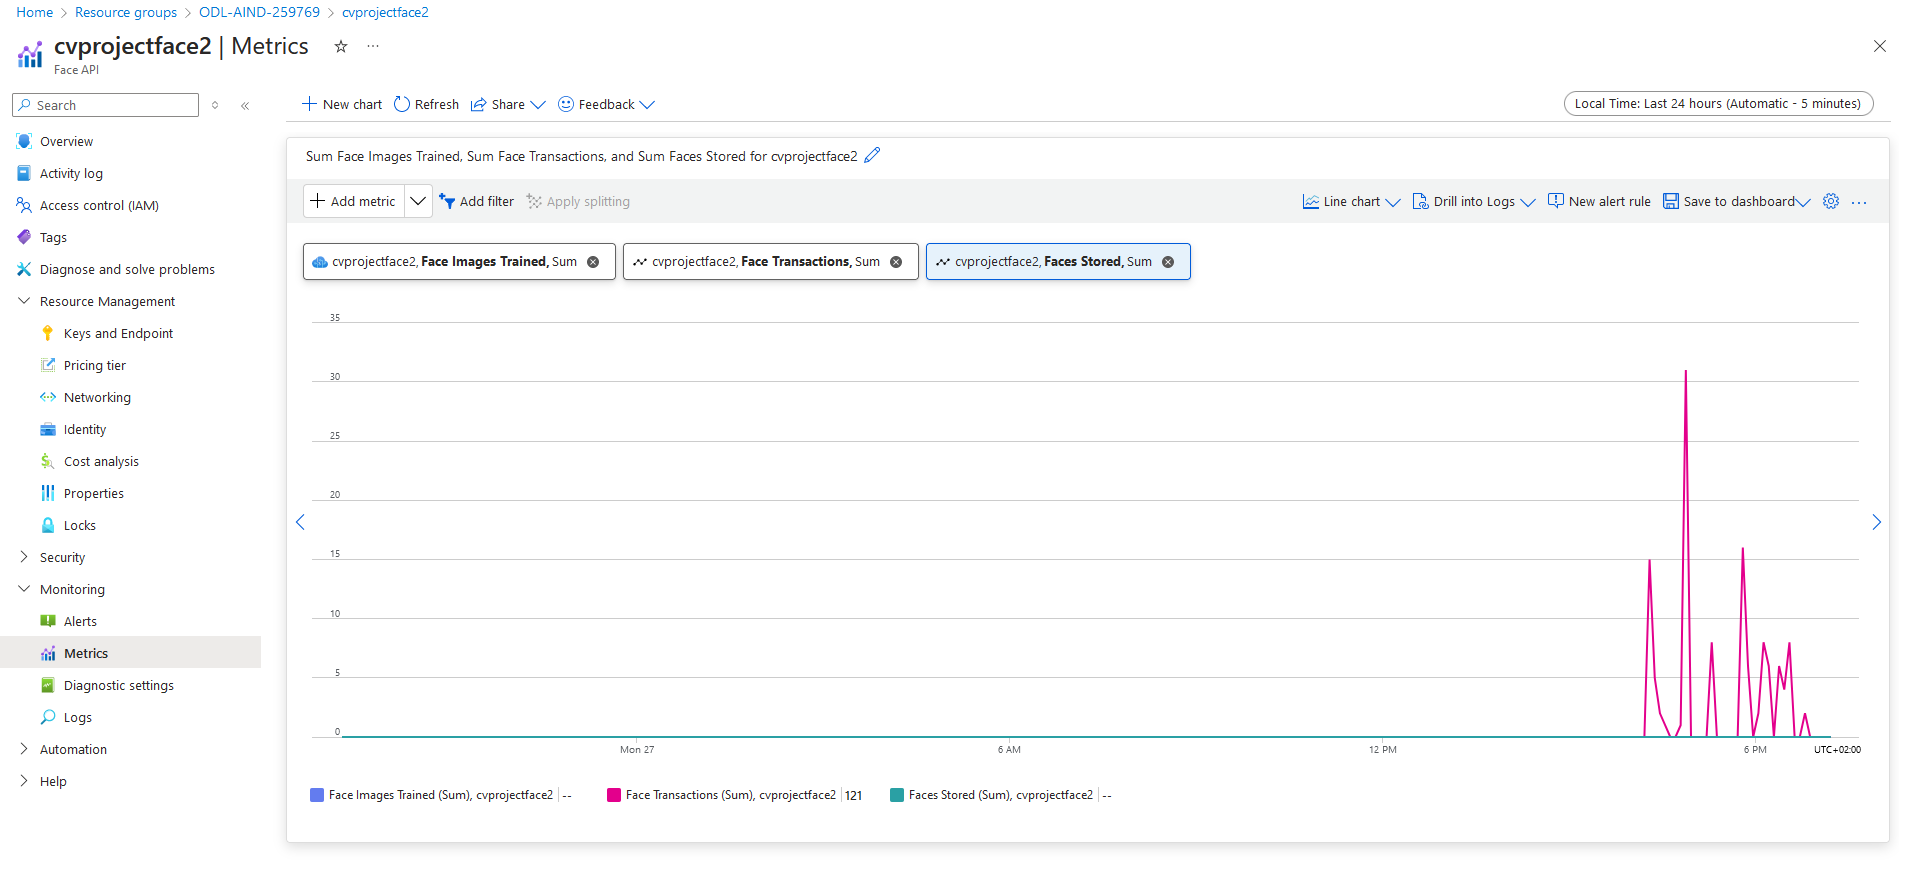 Home > Resource groups > ODL-AIND-259769 > cvprojectface2
cvprojectface2 | Metrics ☆ ...
Face API
Search
Overview
Activity log
Access control (IAM)
Tags
Diagnose and solve problems
Resource Management
Keys and Endpoint
Pricing tier
Networking
Identity
Cost analysis
Properties
Locks
Security
Monitoring
Alerts
Metrics
Diagnostic settings
Logs
Automation
Help
New chart Refresh Share Feedback
Local Time: Last 24 hours (Automatic - 5 minutes)
Sum Face Images Trained, Sum Face Transactions, and Sum Faces Stored for cvprojectface2
Add metric Add filter Apply splitting
Line chart Drill into Logs New alert rule Save to dashboard ...
cvprojectface2, Face Images Trained, Sum
cvprojectface2, Face Transactions, Sum
cvprojectface2, Faces Stored, Sum
35
30
25
20
15
10
5
0
Mon 27 6 AM 12 PM 6 PM UTC+02:00
Face Images Trained (Sum), cvprojectface2 | --
Face Transactions (Sum), cvprojectface2 | 121
Faces Stored (Sum), cvprojectface2 | --